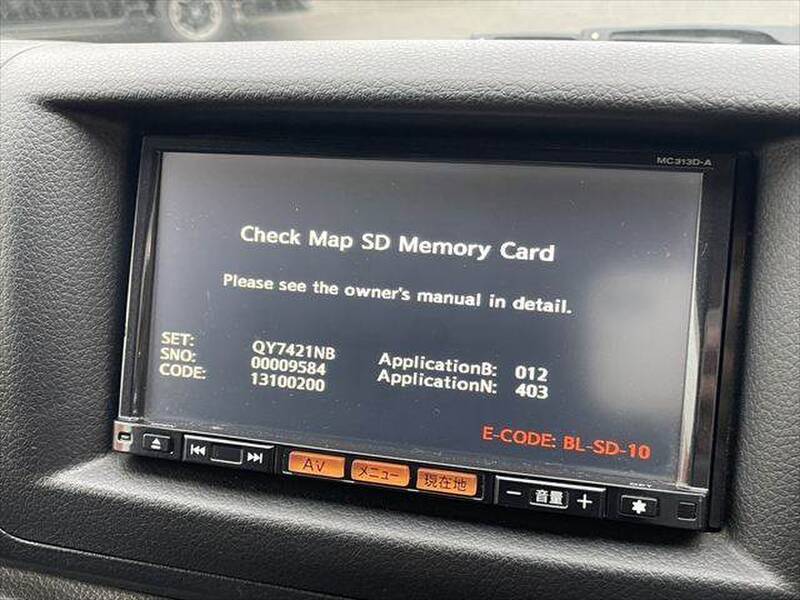 MC313D-A
Check Map SD Memory Card
Please see the owner's manual in detail.
SET: QY7421NB
SNO: 00009584 ApplicationB: 012
CODE: 13100200 ApplicationN: 403
E-CODE: BL-SD-10
AV メニュー 現在地 − 音量 +